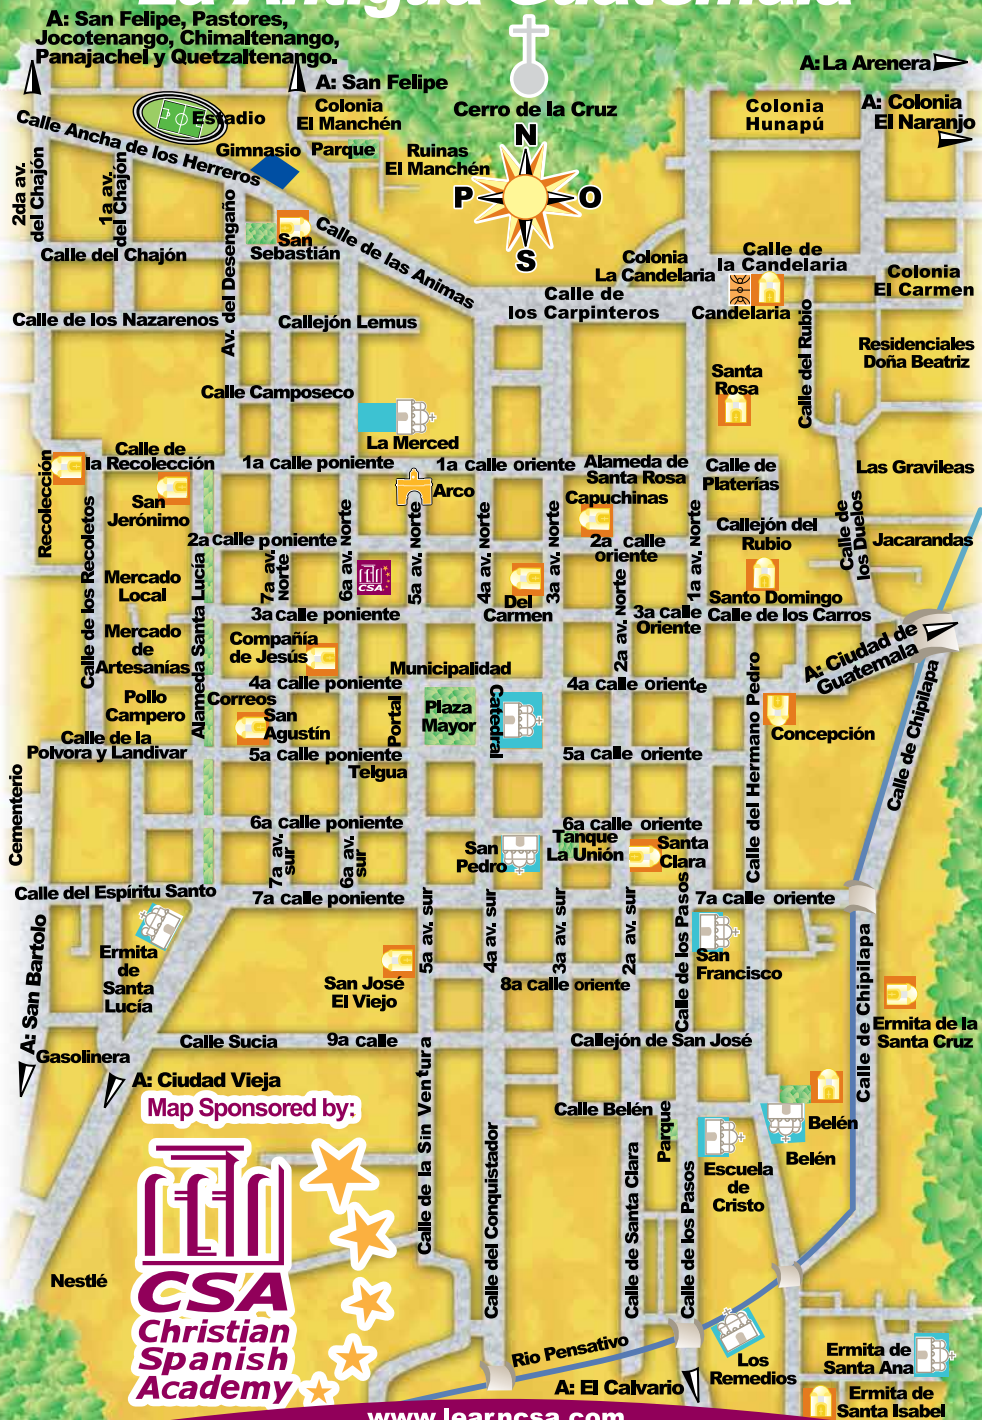 La Antigua Guatemala
A: San Felipe, Pastores,
Jocotenango, Chimaltenango,
Panajachel y Quetzaltenango.
A: San Felipe
A: La Arenera
Cerro de la Cruz
Colonia
Hunapú
A: Colonia
El Naranjo
Estadio
Colonia
El Manchén
Calle Ancha de los Herreros
Gimnasio
Parque
Ruinas
El Manchén
N
P
O
S
2da av.
del Chajón
1a av.
del Chajón
Av. del Desengaño
San
Sebastián
Calle de las Animas
Calle del Chajón
Colonia
La Candelaria
Calle de
la Candelaria
Colonia
El Carmen
Calle de
los Carpinteros
Candelaria
Calle de los Nazarenos
Callejón Lemus
Calle del Rubio
Residenciales
Doña Beatriz
Calle Camposeco
Santa
Rosa
La Merced
Recolección
Calle de
la Recolección
1a calle poniente
1a calle oriente
Alameda de
Santa Rosa
Calle de
Platerías
Las Gravileas
San
Jerónimo
Arco
Capuchinas
Calle de los Recoletos
2a calle poniente
2a calle
oriente
Callejón del
Rubio
Calle de
los Duelos
Jacarandas
7a av.
Norte
6a av. Norte
5a av. Norte
4a av. Norte
3a av. Norte
2a av. Norte
1a av. Norte
CSA
Mercado
Local
Alameda Santa Lucía
Del
Carmen
Santo Domingo
3a calle poniente
3a calle
Oriente
Calle de los Carros
Mercado
de
Artesanías
Compañía
de Jesús
A: Ciudad de
Guatemala
Municipalidad
4a calle poniente
4a calle oriente
Pollo
Campero
Correos
San
Agustín
Portal
Plaza
Mayor
Catedral
Calle del Hermano Pedro
Concepción
Calle de Chipilapa
Calle de la
Polvora y Landivar
5a calle poniente
5a calle oriente
Telgua
Cementerio
6a calle poniente
6a calle oriente
7a av.
sur
6a av.
sur
San
Pedro
Tanque
La Unión
Santa
Clara
Calle del Espíritu Santo
7a calle poniente
7a calle oriente
5a av. sur
4a av. sur
3a av. sur
2a av. sur
Calle de los Pasos
A: San Bartolo
Ermita
de
Santa
Lucía
San José
El Viejo
8a calle oriente
San
Francisco
Calle de Chipilapa
Ermita de la
Santa Cruz
Calle Sucia
9a calle
Callejón de San José
Gasolinera
A: Ciudad Vieja
Map Sponsored by:
Calle de la Sin Ventura
Calle del Conquistador
Calle Belén
Parque
Belén
Belén
Escuela
de
Cristo
Calle de Santa Clara
Calle de los Pasos
Nestlé
CSA
Christian
Spanish
Academy
Rio Pensativo
A: El Calvario
Los
Remedios
Ermita de
Santa Ana
Ermita de
Santa Isabel
www.learncsa.com